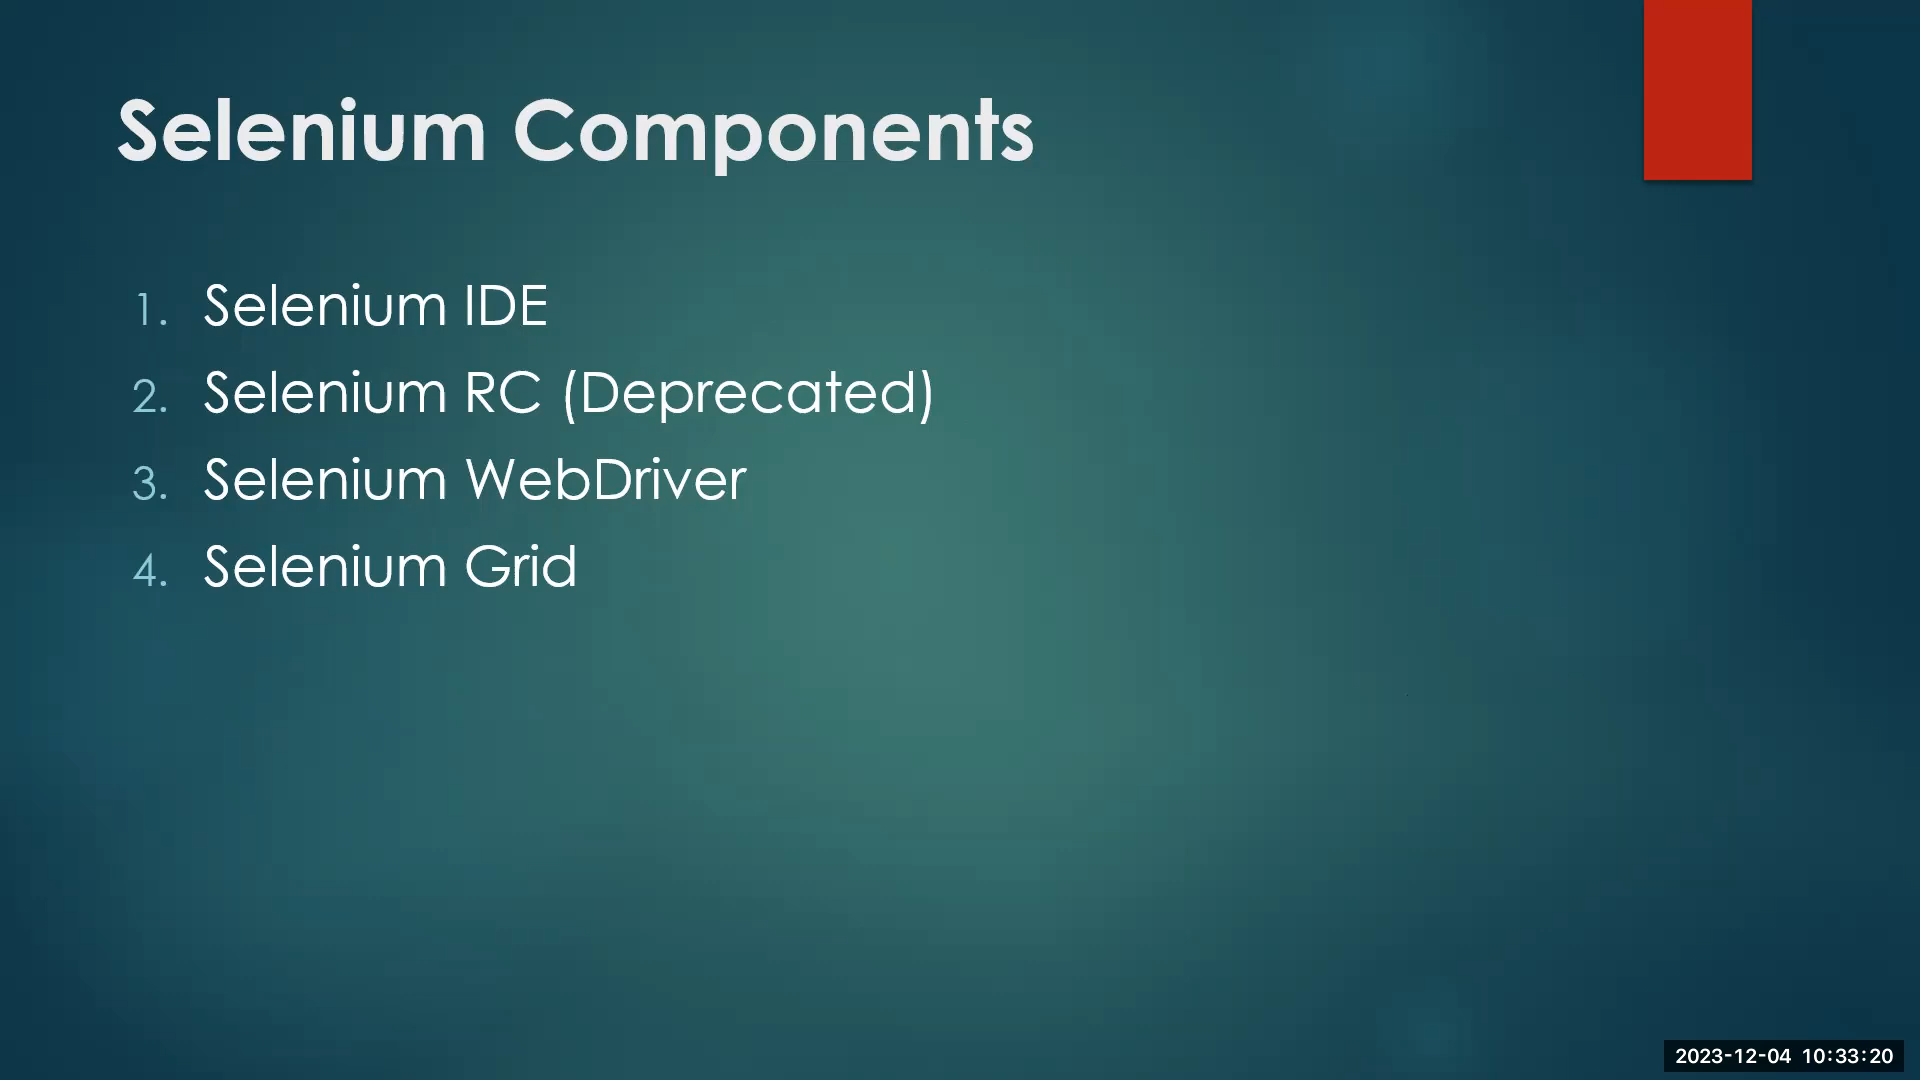 Selenium Components
1. Selenium IDE
2. Selenium RC (Deprecated)
3. Selenium WebDriver
4. Selenium Grid
2023-12-04 10:33:20